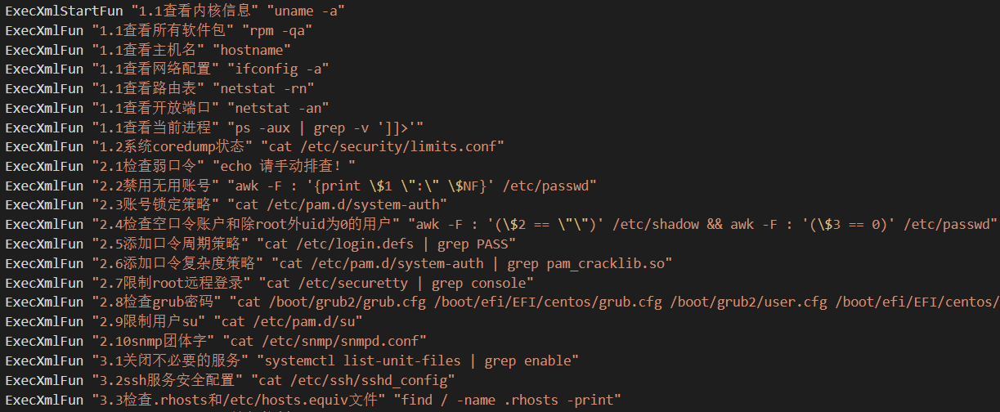 ExecXmlStartFun "1.1查看内核信息" "uname -a"
ExecXmlFun "1.1查看所有软件包" "rpm -qa"
ExecXmlFun "1.1查看主机名" "hostname"
ExecXmlFun "1.1查看网络配置" "ifconfig -a"
ExecXmlFun "1.1查看路由表" "netstat -rn"
ExecXmlFun "1.1查看开放端口" "netstat -an"
ExecXmlFun "1.1查看当前进程" "ps -aux | grep -v ']]>'"
ExecXmlFun "1.2系统coredump状态" "cat /etc/security/limits.conf"
ExecXmlFun "2.1检查弱口令" "echo 请手动排查！"
ExecXmlFun "2.2禁用无用账号" "awk -F : '{print \$1 \":\" \$NF}' /etc/passwd"
ExecXmlFun "2.3账号锁定策略" "cat /etc/pam.d/system-auth"
ExecXmlFun "2.4检查空口令账户和除root外uid为0的用户" "awk -F : '(\$2 == \"\")' /etc/shadow && awk -F : '(\$3 == 0)' /etc/passwd"
ExecXmlFun "2.5添加口令周期策略" "cat /etc/login.defs | grep PASS"
ExecXmlFun "2.6添加口令复杂度策略" "cat /etc/pam.d/system-auth | grep pam_cracklib.so"
ExecXmlFun "2.7限制root远程登录" "cat /etc/securetty | grep console"
ExecXmlFun "2.8检查grub密码" "cat /boot/grub2/grub.cfg /boot/efi/EFI/centos/grub.cfg /boot/grub2/user.cfg /boot/efi/EFI/centos/
ExecXmlFun "2.9限制用户su" "cat /etc/pam.d/su"
ExecXmlFun "2.10snmp团体字" "cat /etc/snmp/snmpd.conf"
ExecXmlFun "3.1关闭不必要的服务" "systemctl list-unit-files | grep enable"
ExecXmlFun "3.2ssh服务安全配置" "cat /etc/ssh/sshd_config"
ExecXmlFun "3.3检查.rhosts和/etc/hosts.equiv文件" "find / -name .rhosts -print"